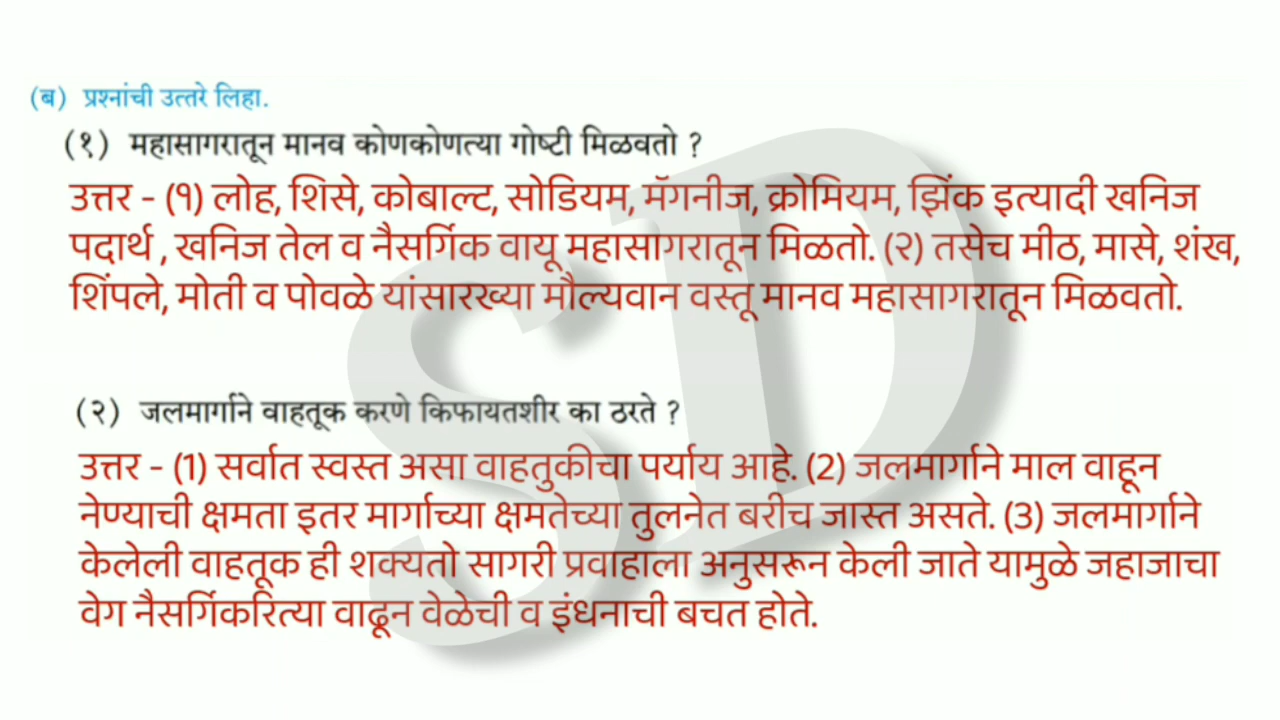 (ब) प्रश्नांची उत्तरे लिहा.
(१) महासागरातून मानव कोणकोणत्या गोष्टी मिळवतो ?
उत्तर - (१) लोह, शिसे, कोबाल्ट, सोडियम, मॅगनीज, क्रोमियम, झिंक इत्यादी खनिज
पदार्थ , खनिज तेल व नैसर्गिक वायू महासागरातून मिळतो. (२) तसेच मीठ, मासे, शंख,
शिंपले, मोती व पोवळे यांसारख्या मौल्यवान वस्तू मानव महासागरातून मिळवतो.
(२) जलमार्गाने वाहतूक करणे किफायतशीर का ठरते ?
उत्तर - (1) सर्वात स्वस्त असा वाहतुकीचा पर्याय आहे. (2) जलमार्गाने माल वाहून
नेण्याची क्षमता इतर मार्गाच्या क्षमतेच्या तुलनेत बरीच जास्त असते. (3) जलमार्गाने
केलेली वाहतूक ही शक्यतो सागरी प्रवाहाला अनुसरून केली जाते यामुळे जहाजाचा
वेग नैसर्गिकरित्या वाढून वेळेची व इंधनाची बचत होते.
SD